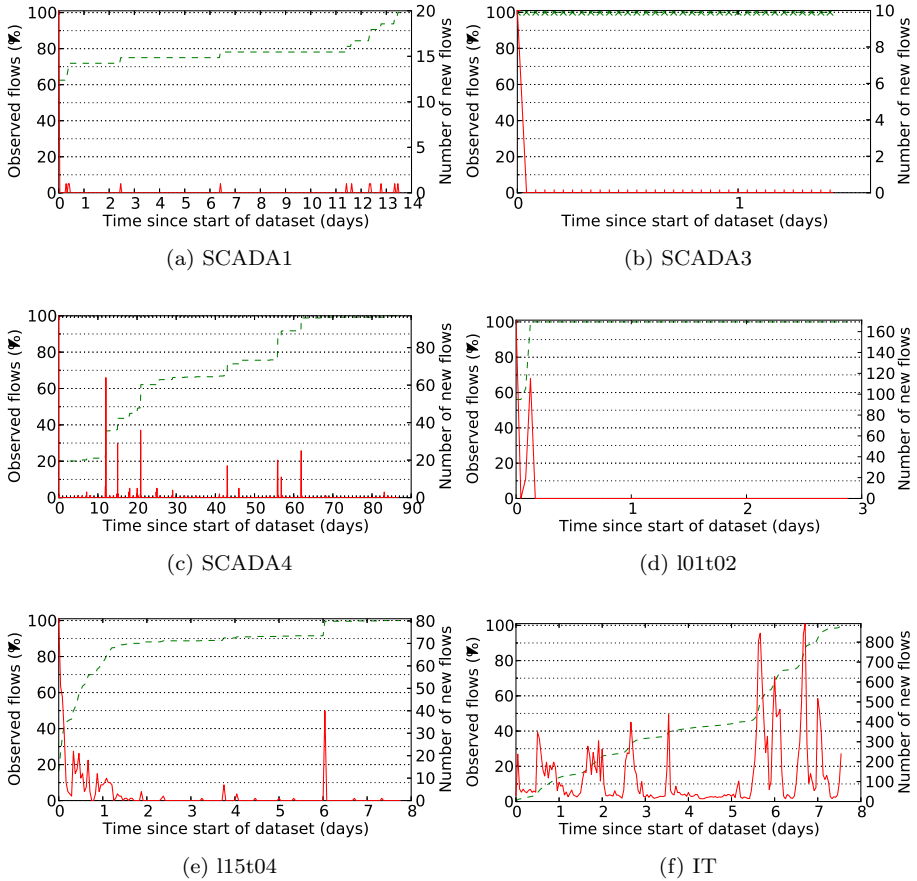 100
80
60
40
20
0
Observed flows (%)
20
15
10
5
0
Number of new flows
0 1 2 3 4 5 6 7 8 9 10 11 12 13 14
Time since start of dataset (days)
(a) SCADA1
100
80
60
40
20
0
Observed flows (%)
10
8
6
4
2
0
Number of new flows
0 1
Time since start of dataset (days)
(b) SCADA3
100
80
60
40
20
0
Observed flows (%)
80
60
40
20
0
Number of new flows
0 10 20 30 40 50 60 70 80 90
Time since start of dataset (days)
(c) SCADA4
100
80
60
40
20
0
Observed flows (%)
160
140
120
100
80
60
40
20
0
Number of new flows
0 1 2 3
Time since start of dataset (days)
(d) l01t02
100
80
60
40
20
0
Observed flows (%)
80
70
60
50
40
30
20
10
0
Number of new flows
0 1 2 3 4 5 6 7 8
Time since start of dataset (days)
(e) l15t04
100
80
60
40
20
0
Observed flows (%)
800
700
600
500
400
300
200
100
0
Number of new flows
0 1 2 3 4 5 6 7 8
Time since start of dataset (days)
(f) IT